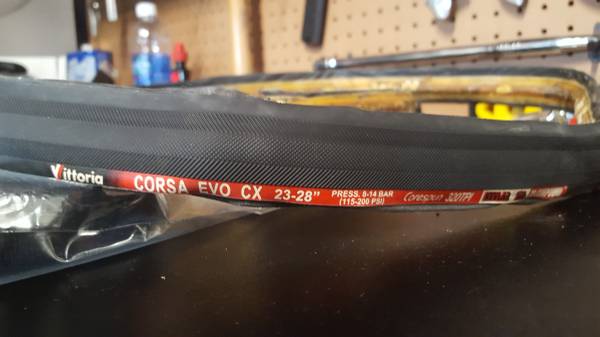 Vittoria CORSA EVO CX 23-28" PRESS. 8-14 BAR
(115-200 PSI)
Corespun 320TPI